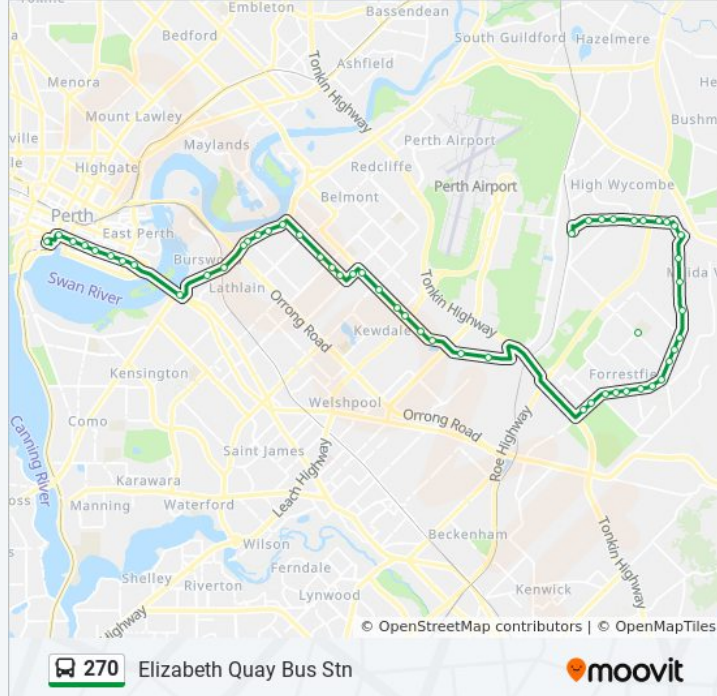 Embleton
Bassendean
Bedford
South Guildford
Hazelmere
Ashfield
Tonkin Highway
Menora
Mount Lawley
Perth Airport
Bushm
Maylands
Redcliffe
Highgate
Belmont
Perth Airport
High Wycombe
Perth
East Perth
Burswood
Swan River
Lathlain
Tonkin Highway
Orrong Road
Kewdale
Forrestfie
Kensington
Welshpool
Como
Orrong Road
Canning River
Saint James
Leach Highway
Roe Highway
Karawara
Manning
Waterford
Wilson
Beckenham
Tonkin Highway
Ferndale
Shelley
Riverton
Lynwood
Kenwick
ighway
© OpenStreetMap contributors | © OpenMapTiles
270 Elizabeth Quay Bus Stn
moovit